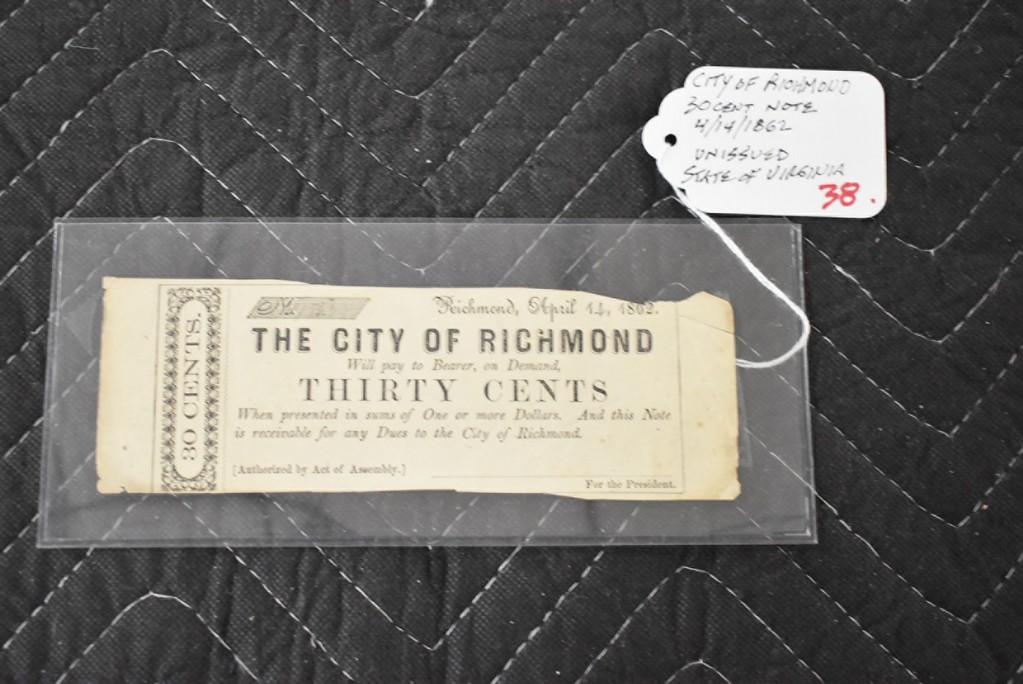 CITY OF RICHMOND
30 CENT NOTE
4/14/1862
UNISSUED
STATE OF VIRGINIA
38.
No.
Richmond, April 14, 1862.
THE CITY OF RICHMOND
Will pay to Bearer, on Demand,
THIRTY CENTS
When presented in sums of One or more Dollars. And this Note
is receivable for any Dues to the City of Richmond.
[Authorized by Act of Assembly.]
For the President.
30 CENTS.